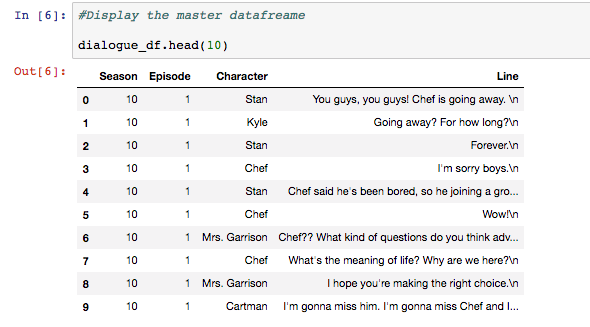 In [6]: #Display the master datafreame
dialogue_df.head(10)
Out[6]:
Season Episode Character Line
0 10 1 Stan You guys, you guys! Chef is going away. \n
1 10 1 Kyle Going away? For how long?\n
2 10 1 Stan Forever.\n
3 10 1 Chef I'm sorry boys.\n
4 10 1 Stan Chef said he's been bored, so he joining a gro...
5 10 1 Chef Wow!\n
6 10 1 Mrs. Garrison Chef?? What kind of questions do you think adv...
7 10 1 Chef What's the meaning of life? Why are we here?\n
8 10 1 Mrs. Garrison I hope you're making the right choice.\n
9 10 1 Cartman I'm gonna miss him. I'm gonna miss Chef and I...